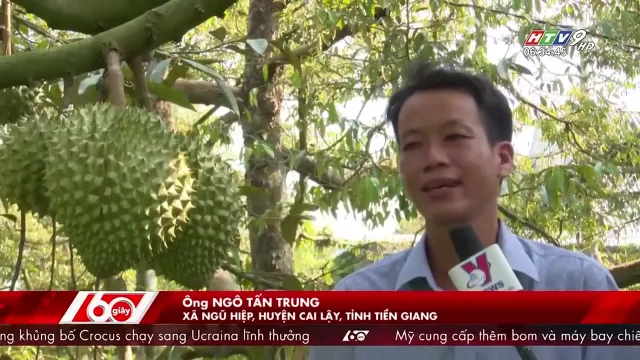 HTV9 HD
06:34:45
NEWS
60 giây
Ông NGÔ TẤN TRUNG
XÃ NGŨ HIỆP, HUYỆN CAI LẬY, TỈNH TIỀN GIANG
ng khủng bố Crocus chạy sang Ucraina lĩnh thưởng 60giây Mỹ cung cấp thêm bom và máy bay chiế